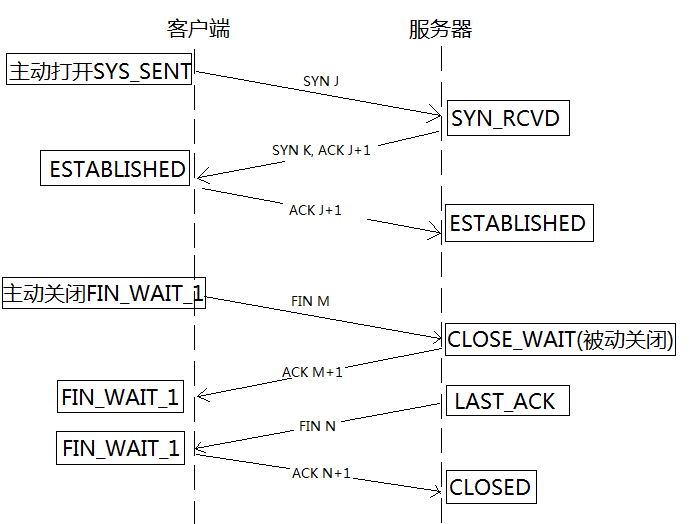 客户端
服务器
主动打开SYS_SENT
SYN J
SYN_RCVD
SYN K, ACK J+1
ESTABLISHED
ACK J+1
ESTABLISHED
主动关闭FIN_WAIT_1
FIN M
CLOSE_WAIT(被动关闭)
ACK M+1
FIN_WAIT_1
LAST_ACK
FIN N
FIN_WAIT_1
ACK N+1
CLOSED